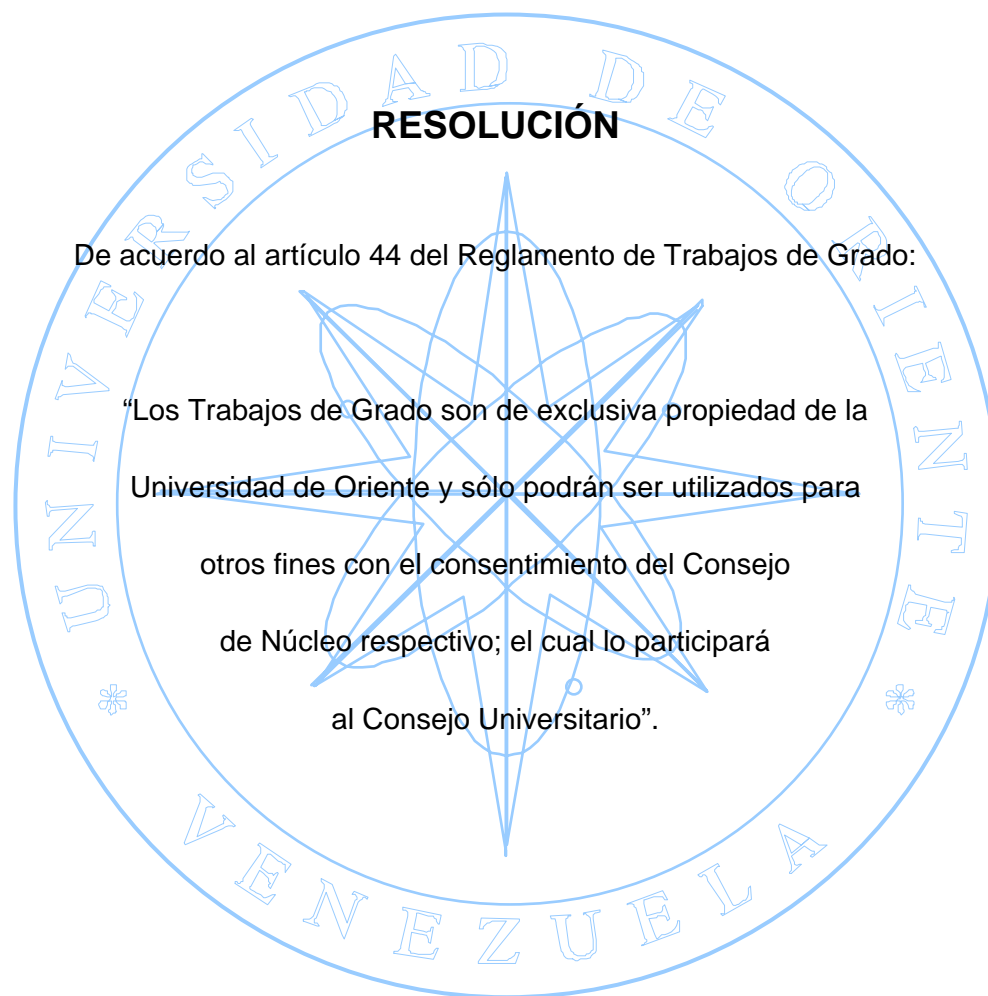 UNIVERSIDAD DE ORIENTE
RESOLUCIÓN
De acuerdo al artículo 44 del Reglamento de Trabajos de Grado:
“Los Trabajos de Grado son de exclusiva propiedad de la
Universidad de Oriente y sólo podrán ser utilizados para
otros fines con el consentimiento del Consejo
de Núcleo respectivo; el cual lo participará
al Consejo Universitario”.
* VENEZUELA *